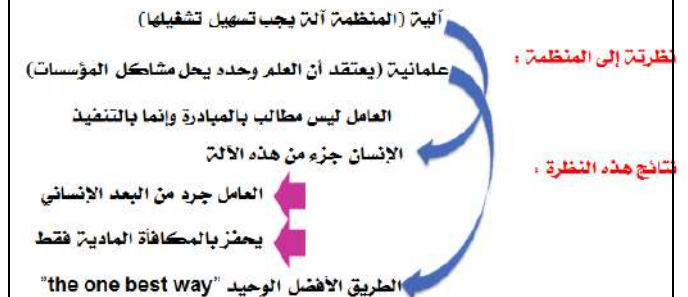 آلية (المنظمة آلة يجب تسهيل تشغيلها)
نظرتة إلى المنظمة :
علمانية (يعتقد أن العلم وحده يحل مشاكل المؤسسات)
العامل ليس مطالب بالمبادرة وإنما بالتنفيذ
الإنسان جزء من هذه الآلة
نتائج هذه النظرة :
العامل جرد من البعد الإنساني
يحفز بالمكافأة المادية فقط
الطريق الأفضل الوحيد "the one best way"